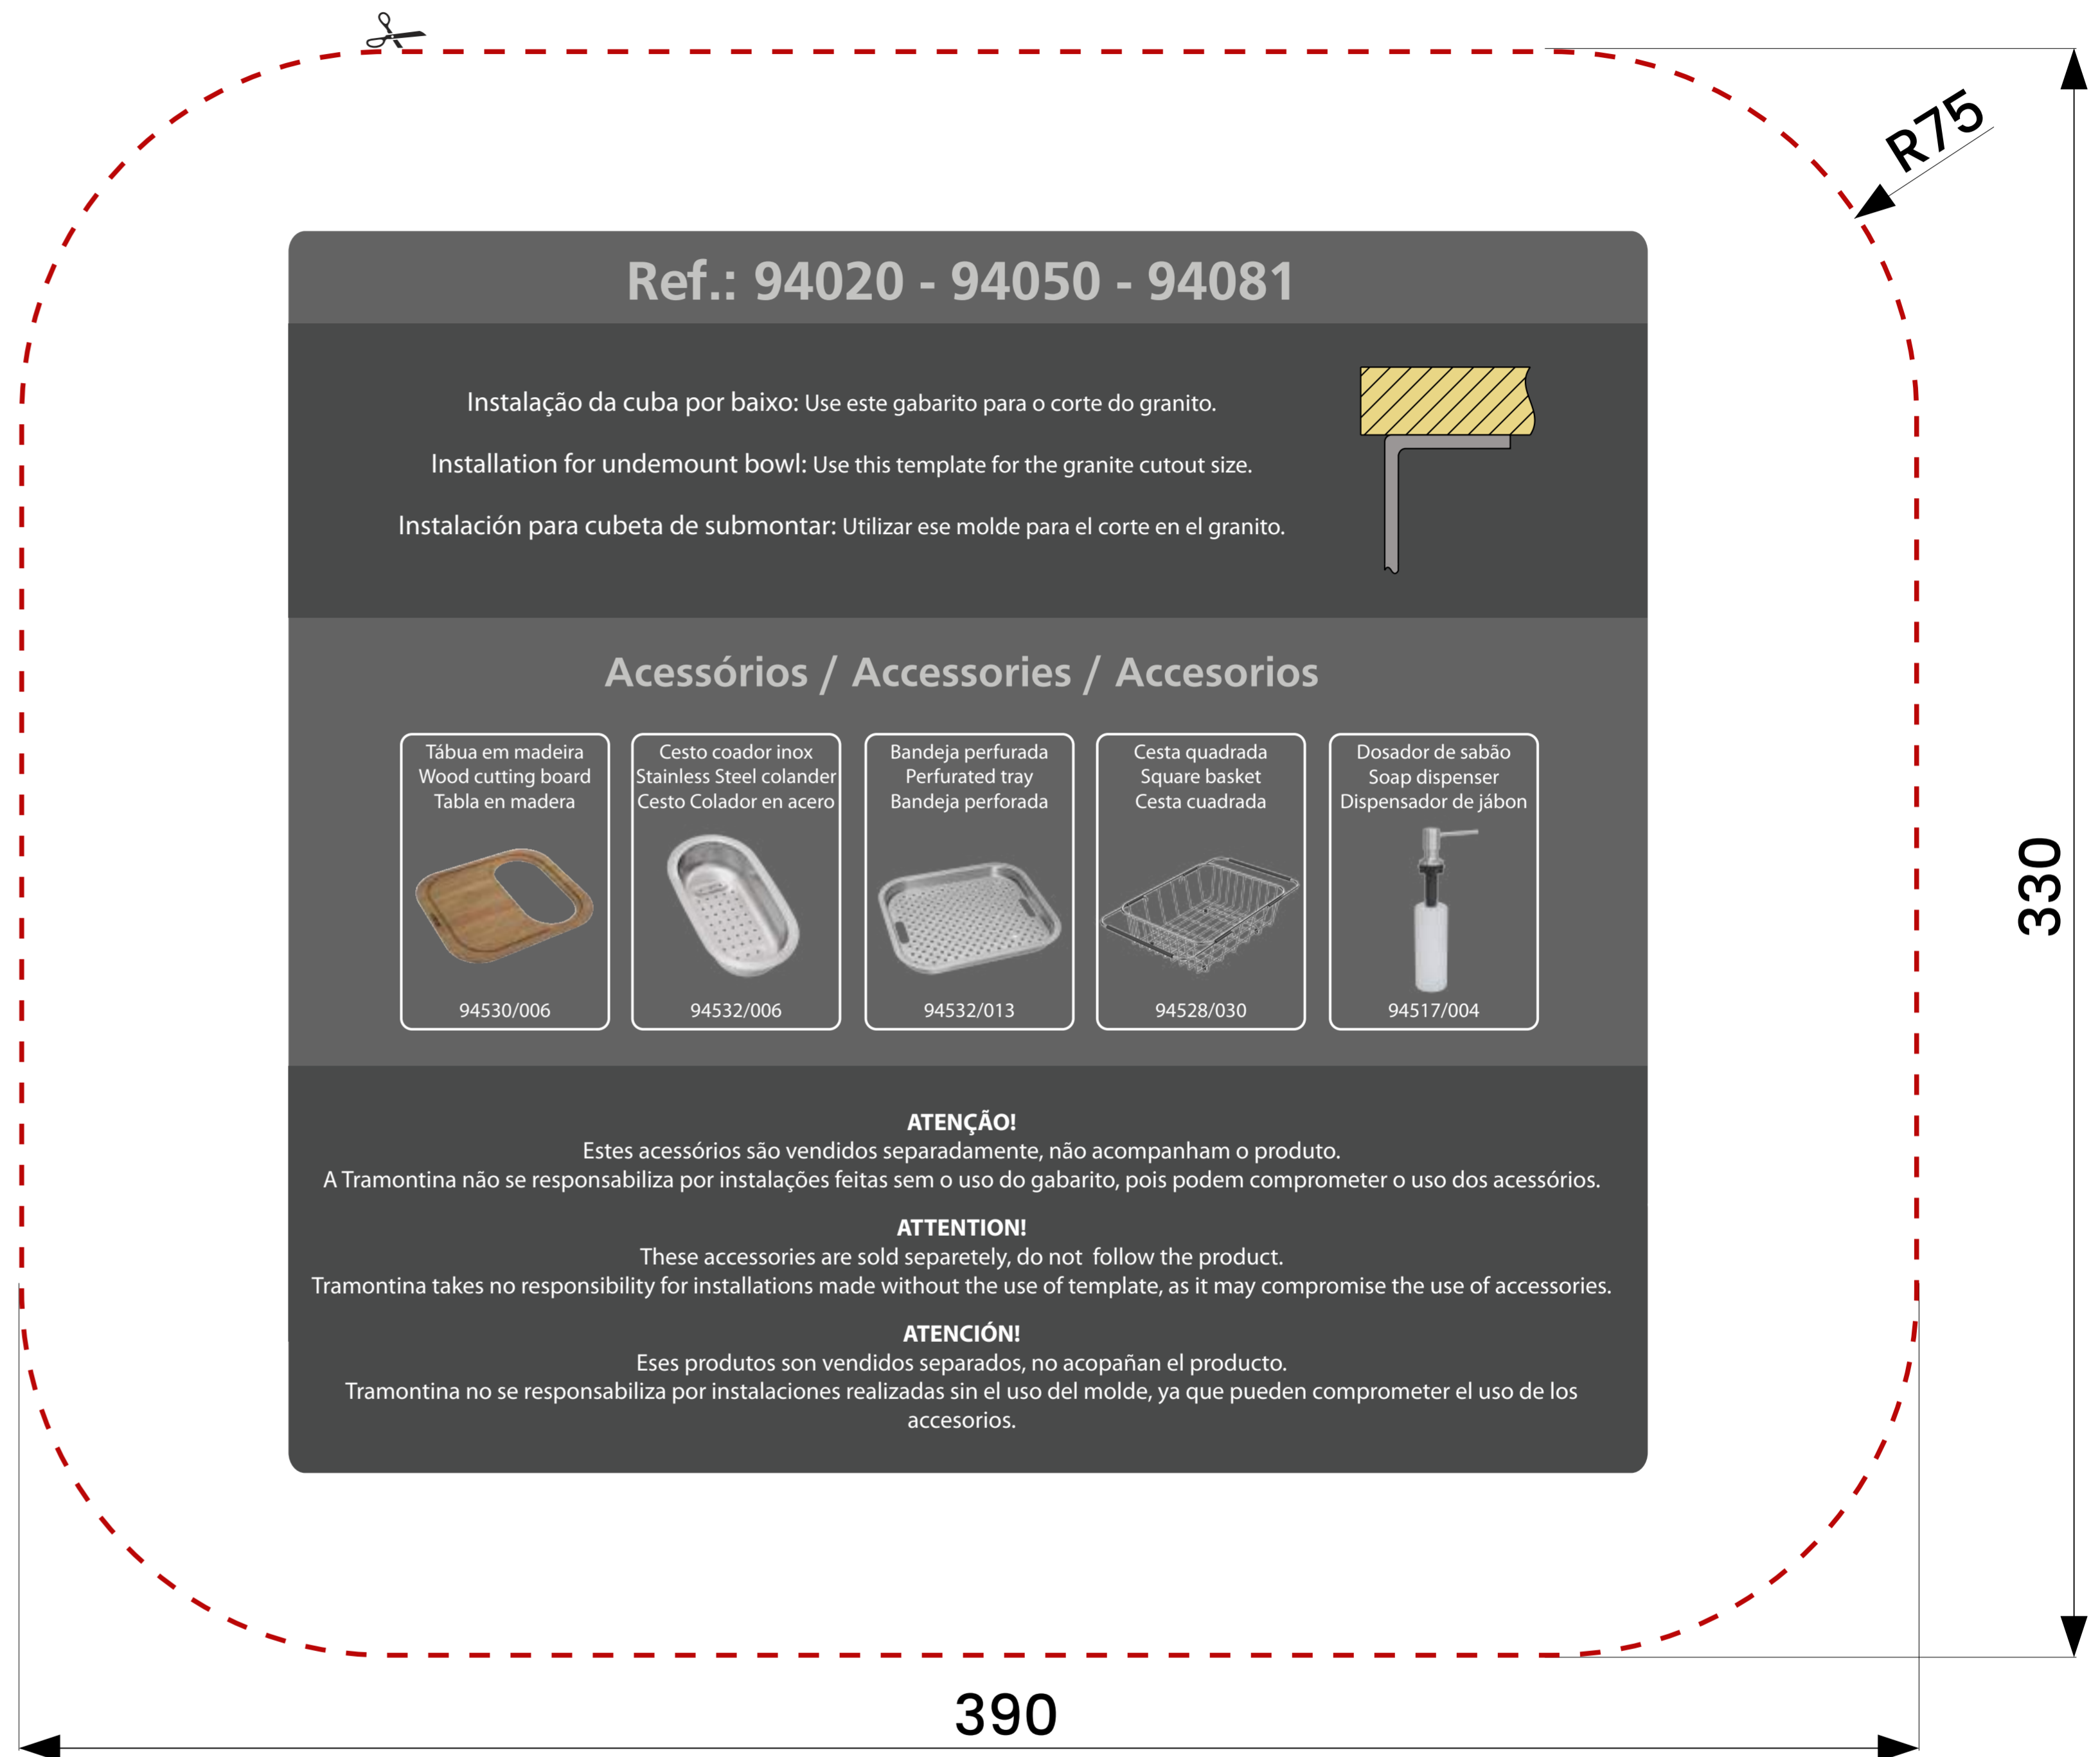 R75
Ref.: 94020 - 94050 - 94081
Instalação da cuba por baixo: Use este gabarito para o corte do granito.
Installation for undemount bowl: Use this template for the granite cutout size.
Instalación para cubeta de submontar: Utilizar ese molde para el corte en el granito.
Acessórios / Accessories / Accesorios
Tábua em madeira
Wood cutting board
Tabla en madera
94530/006
Cesto coador inox
Stainless Steel colander
Cesto Colador en acero
94532/006
Bandeja perfurada
Perfurated tray
Bandeja perforada
94532/013
Cesta quadrada
Square basket
Cesta cuadrada
94528/030
Dosador de sabão
Soap dispenser
Dispensador de jábon
94517/004
330
ATENÇÃO!
Estes acessórios são vendidos separadamente, não acompanham o produto.
A Tramontina não se responsabiliza por instalações feitas sem o uso do gabarito, pois podem comprometer o uso dos acessórios.
ATTENTION!
These accessories are sold separetely, do not  follow the product.
Tramontina takes no responsibility for installations made without the use of template, as it may compromise the use of accessories.
ATENCIÓN!
Eses produtos son vendidos separados, no acopañan el producto.
Tramontina no se responsabiliza por instalaciones realizadas sin el uso del molde, ya que pueden comprometer el uso de los
accesorios.
390